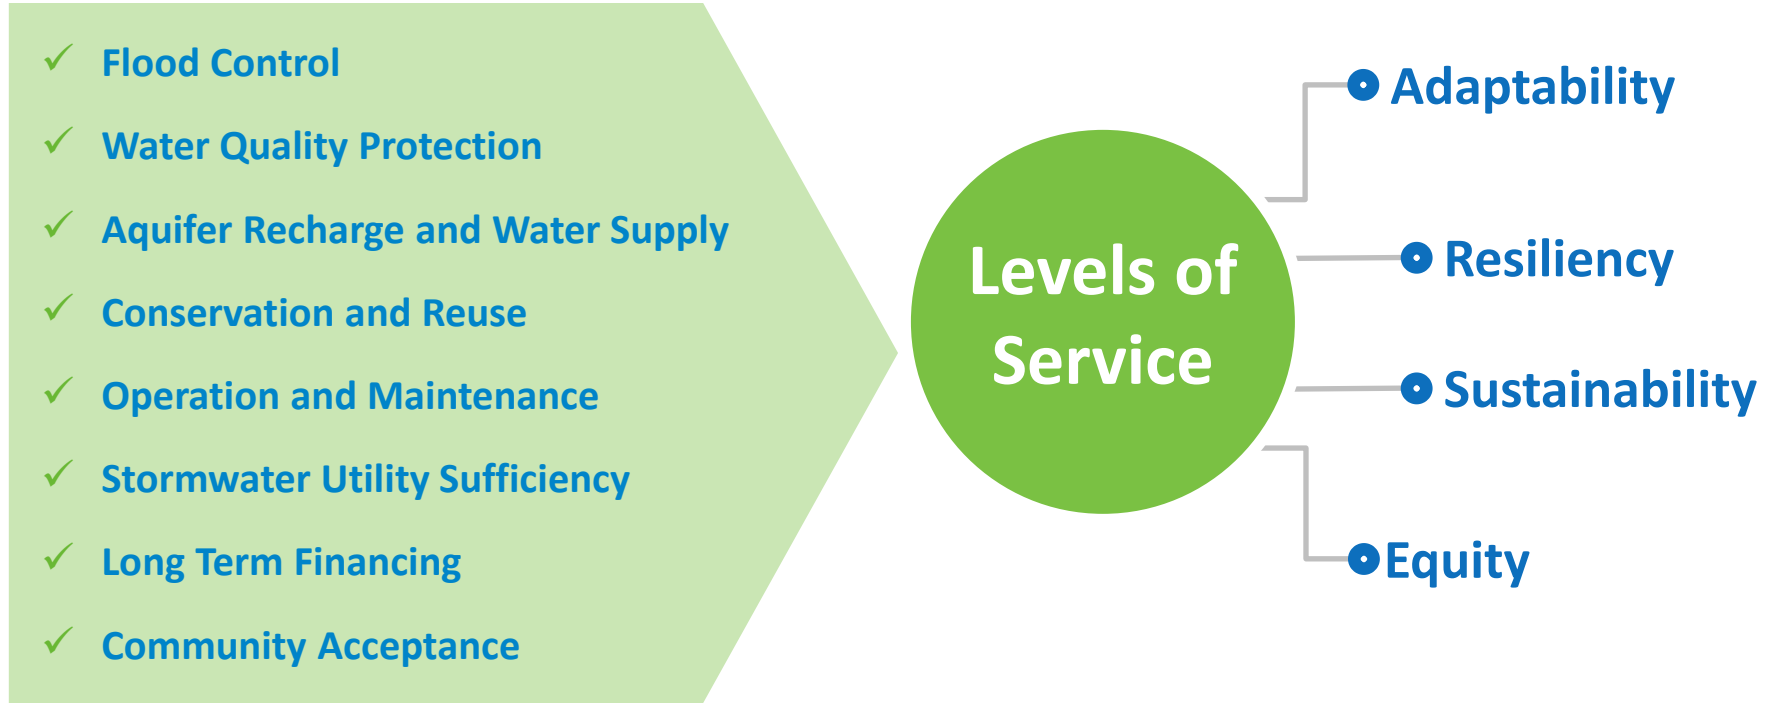 Flood Control
Water Quality Protection
Aquifer Recharge and Water Supply
Conservation and Reuse
Operation and Maintenance
Stormwater Utility Sufficiency
Long Term Financing
Community Acceptance
Levels of
Service
Adaptability
Resiliency
Sustainability
Equity